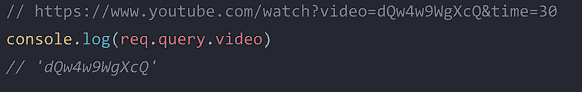 // https://www.youtube.com/watch?video=dQw4w9WgXcQ&time=30
console.log(req.query.video)
// 'dQw4w9WgXcQ'